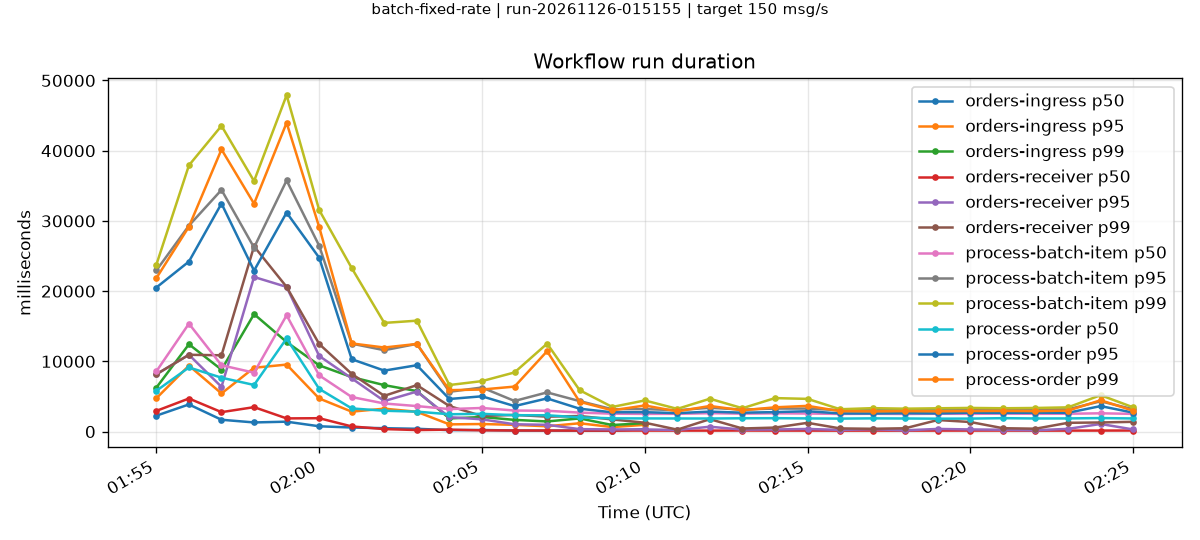 batch-fixed-rate | run-20261126-015155 | target 150 msg/s
Workflow run duration
50000
40000
30000
20000
10000
0
milliseconds
orders-ingress p50
orders-ingress p95
orders-ingress p99
orders-receiver p50
orders-receiver p95
orders-receiver p99
process-batch-item p50
process-batch-item p95
process-batch-item p99
process-order p50
process-order p95
process-order p99
01:55
02:00
02:05
02:10
02:15
02:20
02:25
Time (UTC)